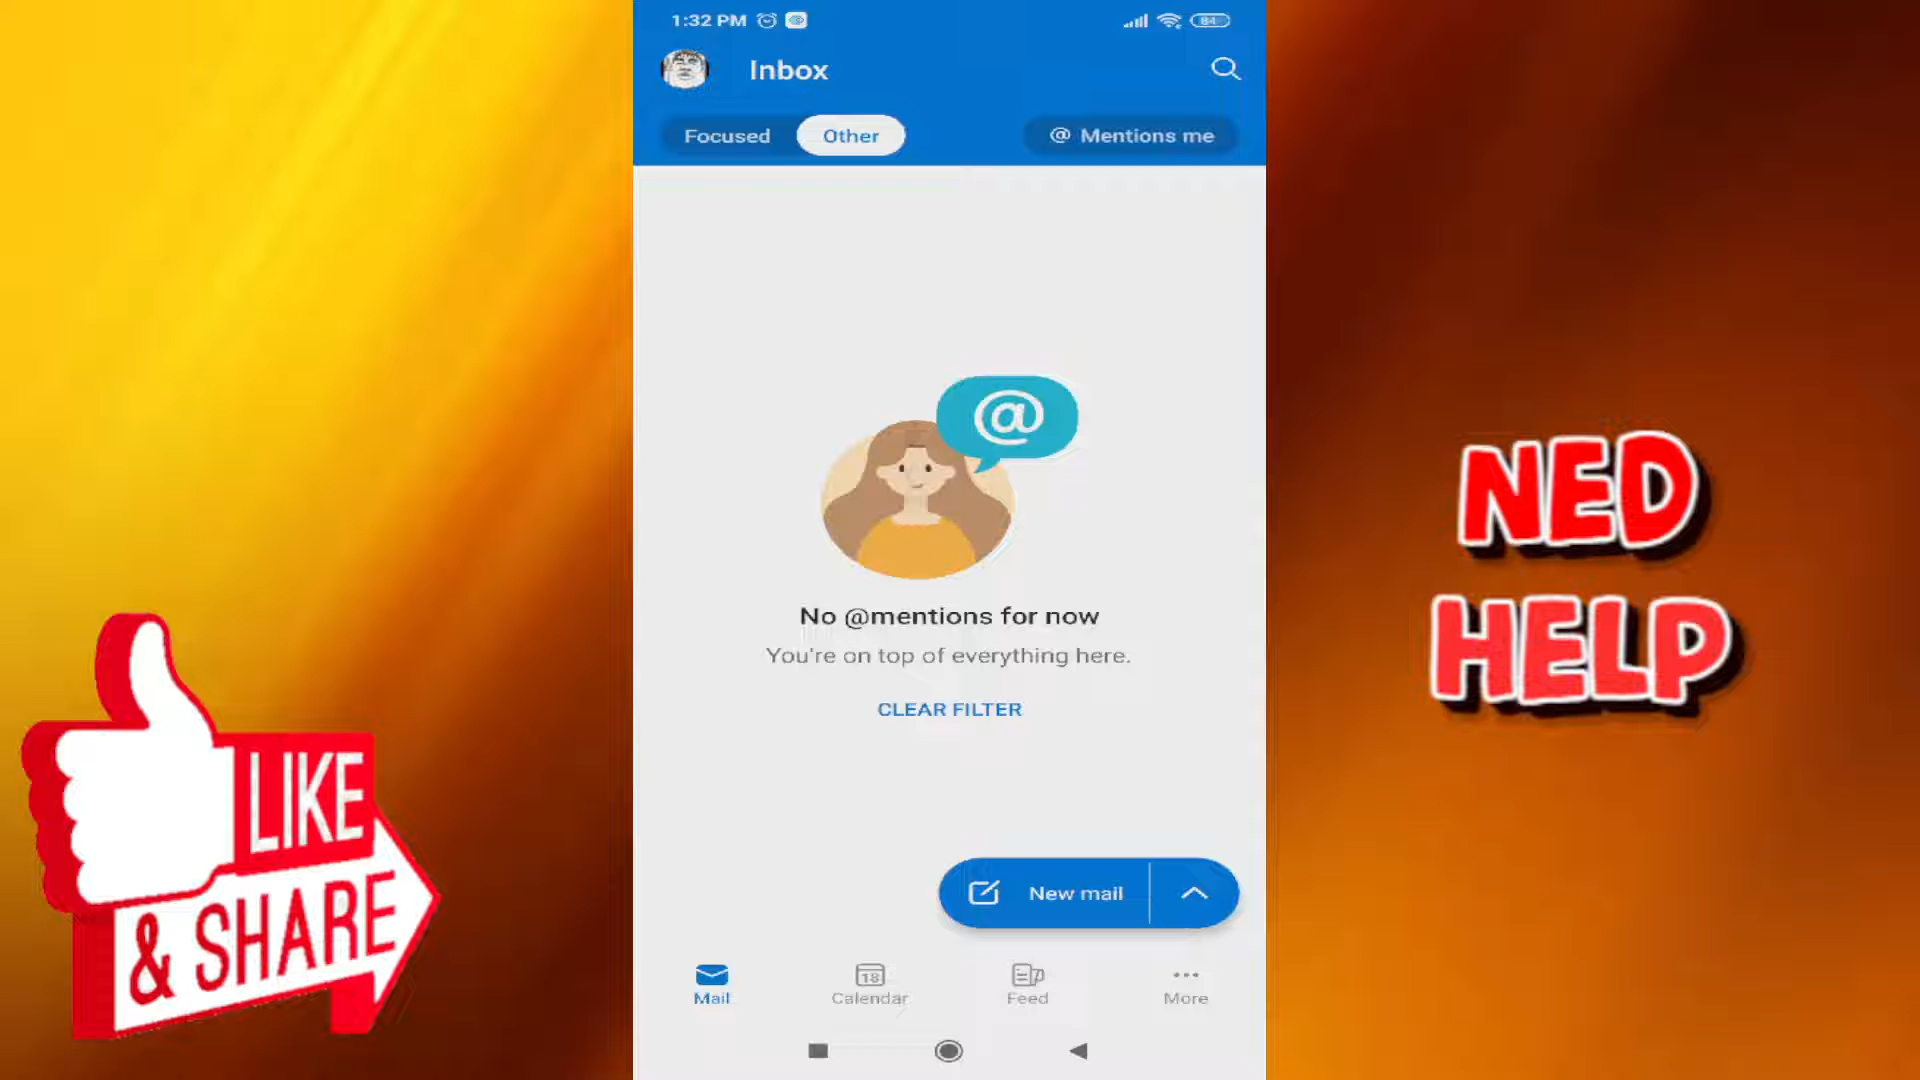 1:32 PM
84
Inbox
Focused
Other
@ Mentions me
@
No @mentions for now
You're on top of everything here.
CLEAR FILTER
New mail
Mail
18
Calendar
Feed
More
LIKE
& SHARE
NED
HELP